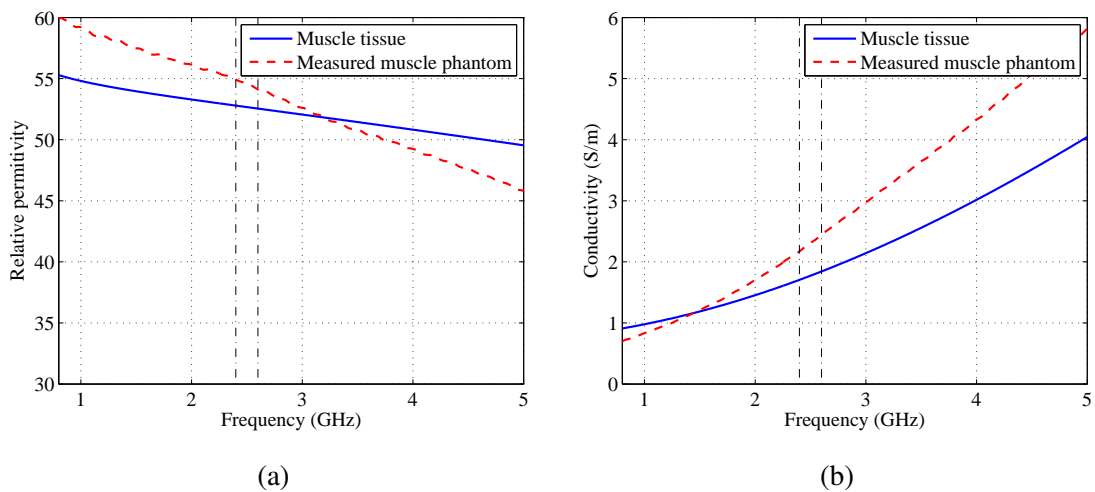 60
55
50
45
40
35
30
Relative permitivity
Muscle tissue
Measured muscle phantom
1
2
3
4
5
Frequency (GHz)
(a)
6
5
4
3
2
1
0
Conductivity (S/m)
Muscle tissue
Measured muscle phantom
1
2
3
4
5
Frequency (GHz)
(b)